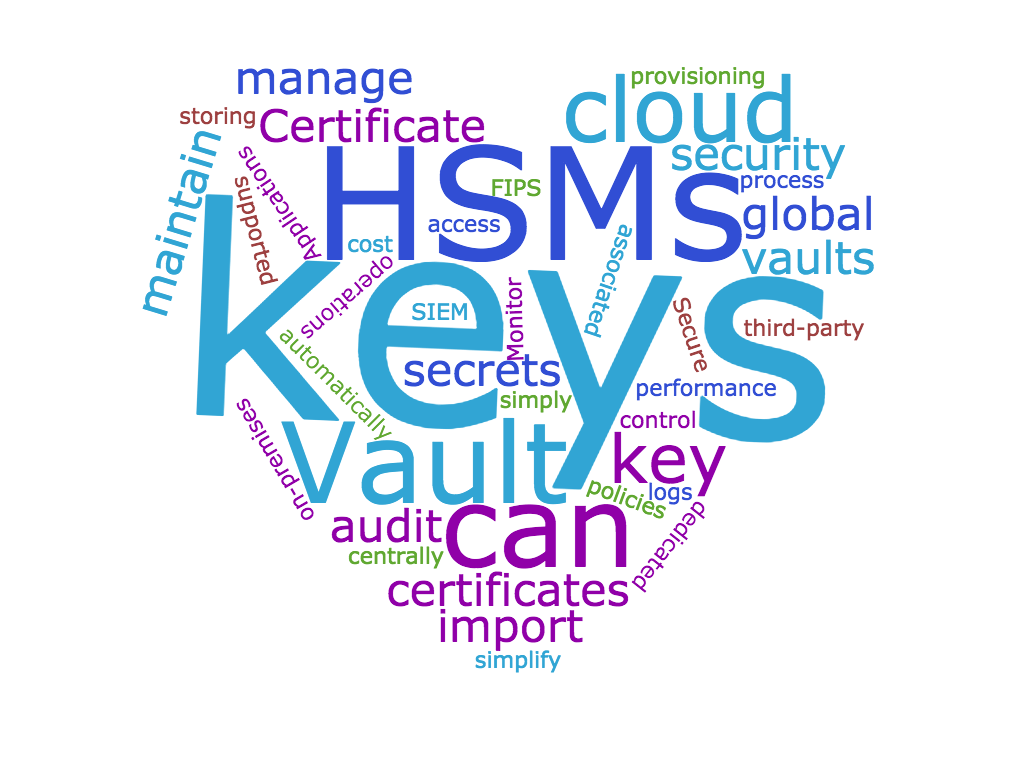 manage
provisioning
cloud
storing
Certificate
maintain
Applications
security
HSMs
supported
FIPS
process
access
global
cost
associated
vaults
keys
operations
SIEM
Monitor
Secure
third-party
automatically
secrets
performance
simply
on-premises
control
Vault
key
policies
logs
audit
can
dedicated
centrally
certificates
import
simplify